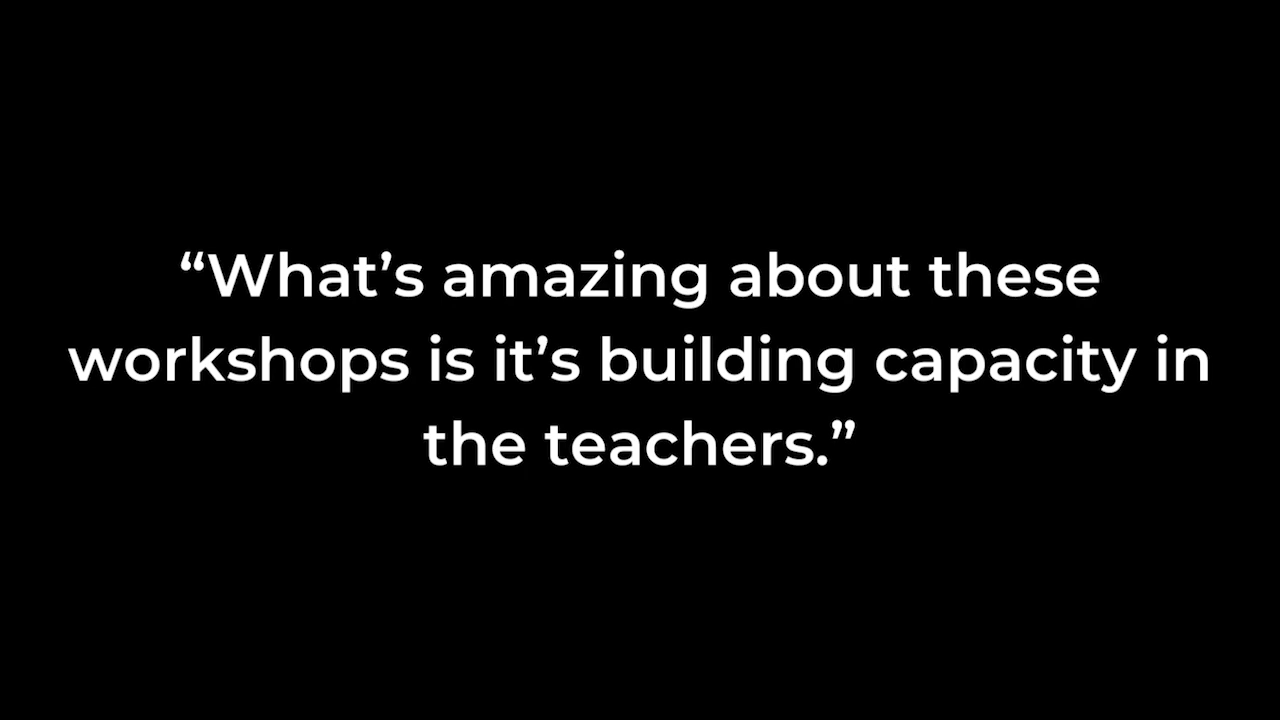 “What’s amazing about these
workshops is it’s building capacity in
the teachers.”